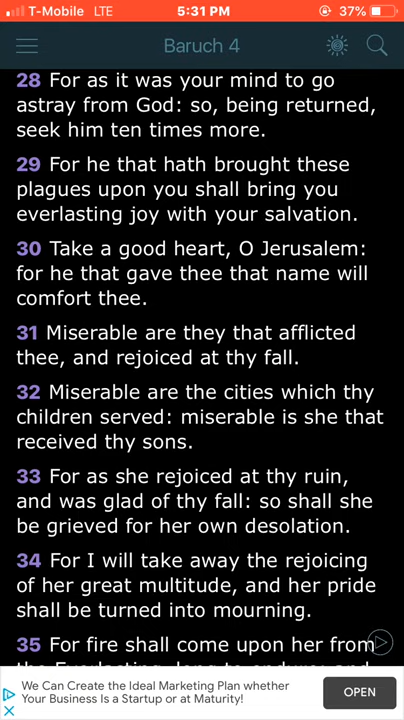 T-Mobile LTE 5:31 PM 37%
Baruch 4
28 For as it was your mind to go
astray from God: so, being returned,
seek him ten times more.
29 For he that hath brought these
plagues upon you shall bring you
everlasting joy with your salvation.
30 Take a good heart, O Jerusalem:
for he that gave thee that name will
comfort thee.
31 Miserable are they that afflicted
thee, and rejoiced at thy fall.
32 Miserable are the cities which thy
children served: miserable is she that
received thy sons.
33 For as she rejoiced at thy ruin,
and was glad of thy fall: so shall she
be grieved for her own desolation.
34 For I will take away the rejoicing
of her great multitude, and her pride
shall be turned into mourning.
35 For fire shall come upon her from
the Everlasting, long to endure; and
We Can Create the Ideal Marketing Plan whether
Your Business Is a Startup or at Maturity!
OPEN